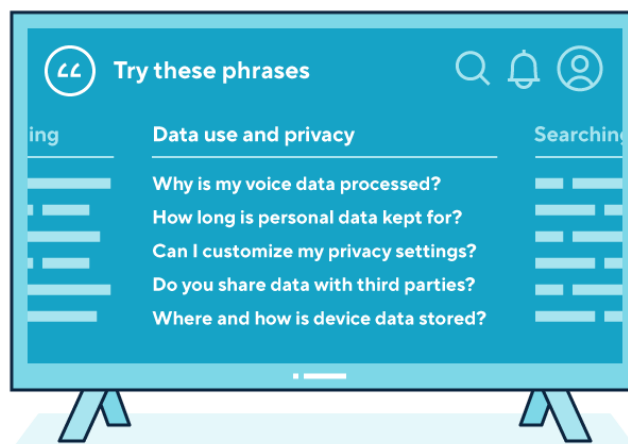 Try these phrases
ing
Data use and privacy
Searching
Why is my voice data processed?
How long is personal data kept for?
Can I customize my privacy settings?
Do you share data with third parties?
Where and how is device data stored?